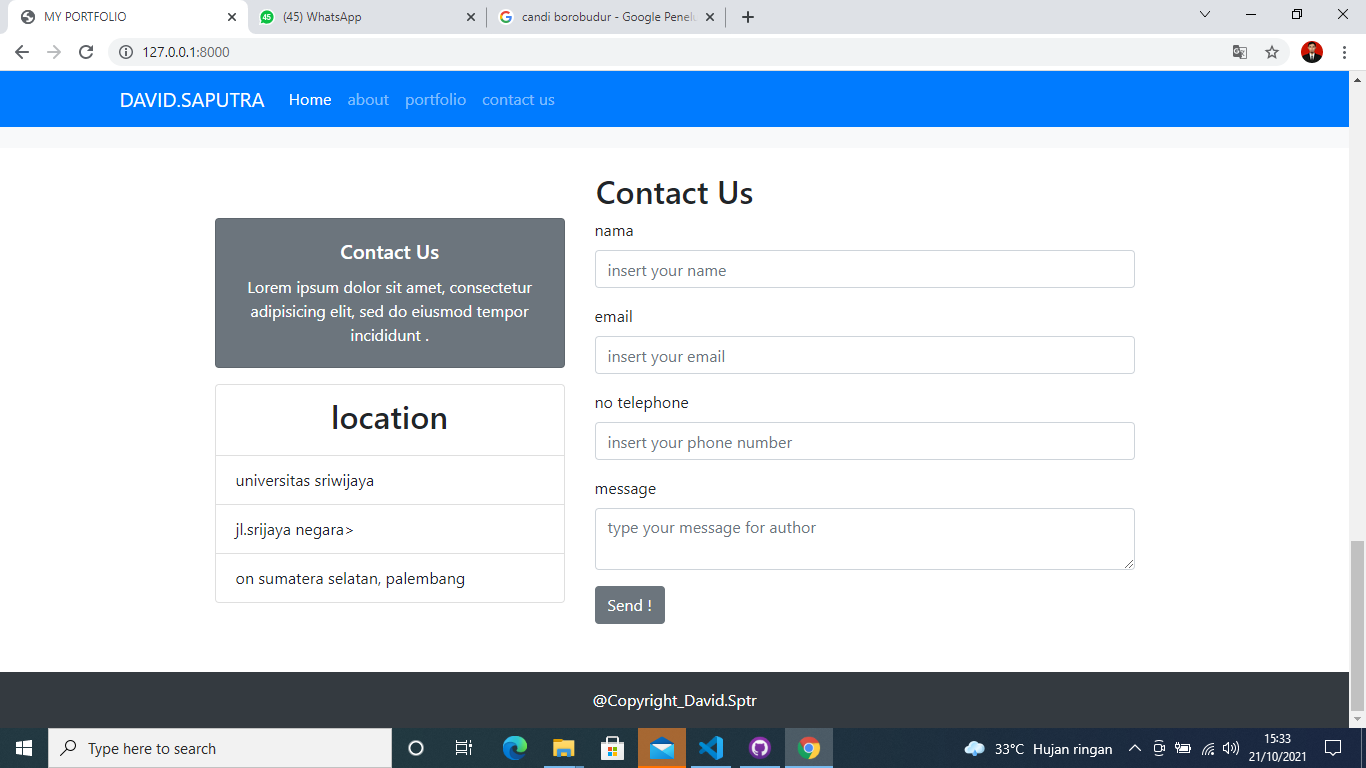 MY PORTFOLIO
(45) WhatsApp
candi borobudur - Google Penel
127.0.0.1:8000
DAVID.SAPUTRA Home about portfolio contact us
Contact Us
Lorem ipsum dolor sit amet, consectetur
adipisicing elit, sed do eiusmod tempor
incididunt .
location
universitas sriwijaya
jl.srijaya negara>
on sumatera selatan, palembang
Contact Us
nama
insert your name
email
insert your email
no telephone
insert your phone number
message
type your message for author
Send !
@Copyright_David.Sptr
Type here to search
33°C Hujan ringan
15:33
21/10/2021